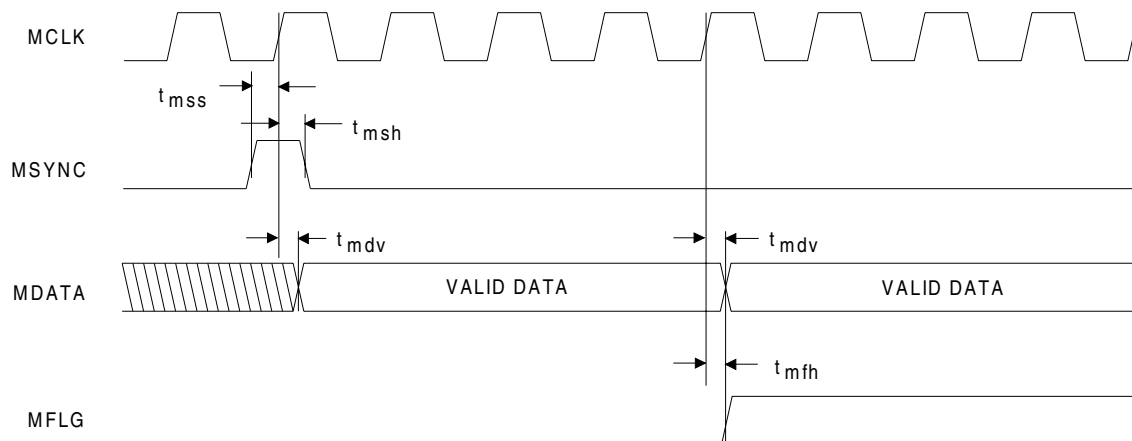 MCLK
t mss
t msh
MSYNC
t mdv
t mdv
MDATA
VALID DATA
VALID DATA
t mfh
MFLG